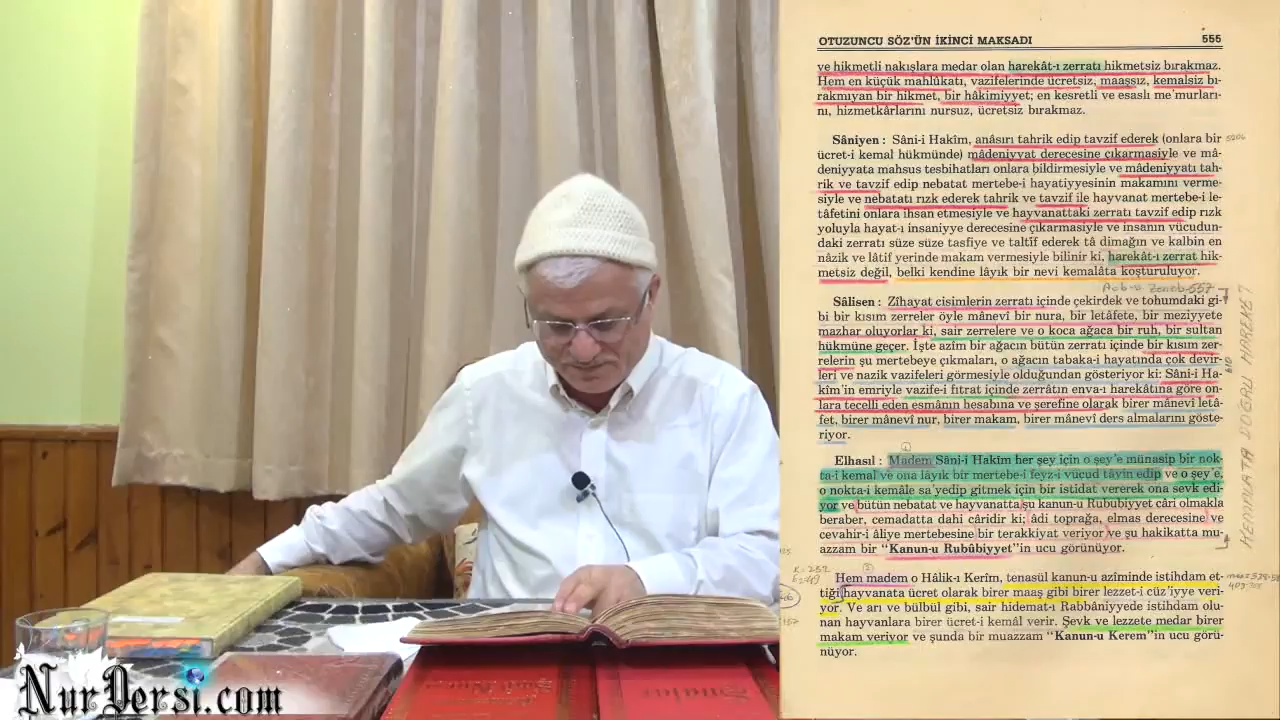 OTUZUNCU SÖZ'ÜN İKİNCİ MAKSADI 555
ve hikmetli nakışlara medar olan harekât-ı zerratı hikmetsiz bırakmaz.
Hem en küçük mahlûkatı, vazifelerinde ücretsiz, maaşsız, kemalsiz bı-
rakmıyan bir hikmet, bir hâkimiyyet; en kesretli ve esaslı me'murları-
nı, hizmetkârlarını nursuz, ücretsiz bırakmaz.
Sâniyen : Sâni-i Hakîm, anâsırı tahrik edip tavzif ederek (onlara bir
ücret-i kemal hükmünde) mâdeniyyat derecesine çıkarmasiyle ve mâ-
deniyyata mahsus tesbihatları onlara bildirmesiyle ve mâdeniyyatı tah-
rik ve tavzif edip nebatat mertebe-i hayatiyyesinin makamını verme-
siyle ve nebatatı rızk ederek tahrik ve tavzif ile hayvanat mertebe-i le-
tâfetini onlara ihsan etmesiyle ve hayvanattaki zerratı tavzif edip rızk
yoluyla hayat-ı insaniyye derecesine çıkarmasiyle ve insanın vücudun-
daki zerratı süze süze tasfiye ve taltîf ederek tâ dimağın ve kalbin en
nâzik ve lâtif yerinde makam vermesiyle bilinir ki, harekât-ı zerrat hik-
metsiz değil, belki kendine lâyık bir nevi kemalâta koşturuluyor.
Sâlisen : Zîhayat cisimlerin zerratı içinde çekirdek ve tohumdaki gi-
bi bir kısım zerreler öyle mânevî bir nura, bir letâfete, bir meziyyete
mazhar oluyorlar ki, sair zerrelere ve o koca ağaca bir ruh, bir sultan
hükmüne geçer. İşte azîm bir ağacın bütün zerratı içinde bir kısım zer-
relerin şu mertebeye çıkmaları, o ağacın tabaka-i hayatında çok devir-
leri ve nazik vazifeleri görmesiyle olduğundan gösteriyor ki: Sâni-i Ha-
kîm'in emriyle vazife-i fıtrat içinde zerrâtın enva-ı harekâtına göre on-
lara tecelli eden esmânın hesabına ve şerefine olarak birer mânevî letâ-
fet, birer mânevî nur, birer makam, birer mânevî ders almalarını göste-
riyor.
Elhasıl : Madem Sâni-i Hakîm her şey için o şey'e münasip bir nok-
ta-i kemal ve ona lâyık bir mertebe-i feyz-i vücud tâyin edip ve o şey'e,
o nokta-i kemâle sa'yedip gitmek için bir istidat vererek ona sevk edi-
yor ve bütün nebatat ve hayvanatta şu kanun-u Rububiyyet câri olmakla
beraber, cemadatta dahi câridir ki; âdi toprağa, elmas derecesine ve
cevahir-i âliye mertebesine bir terakkiyat veriyor ve şu hakikatta mu-
azzam bir "Kanun-u Rubûbiyyet"in ucu görünüyor.
Hem madem o Hâlik-ı Kerîm, tenasül kanun-u azîminde istihdam et-
tiği hayvanata ücret olarak birer maaş gibi birer lezzet-i cüz'iyye veri-
yor. Ve arı ve bülbül gibi, sair hidemat-ı Rabbâniyyede istihdam olu-
nan hayvanlara birer ücret-i kemâl verir. Şevk ve lezzete medar birer
makam veriyor ve şunda bir muazzam "Kanun-u Kerem"in ucu görü-
nüyor.
KEMALATA DOĞRU HAREKET
NurDersi.com